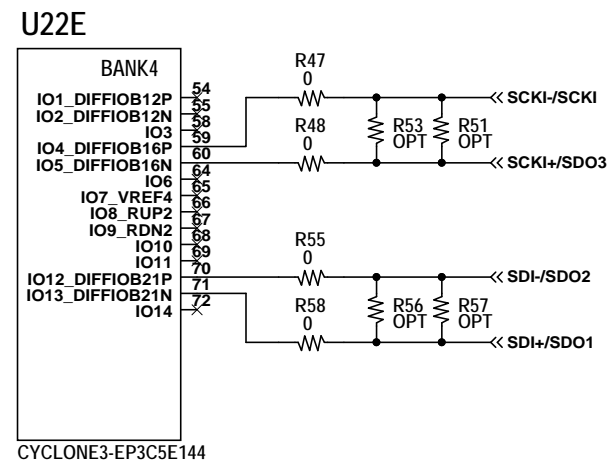 U22E
BANK4
IO1_DIFFIOB12P 54
IO2_DIFFIOB12N 55
IO3 58
IO4_DIFFIOB16P 59
IO5_DIFFIOB16N 60
IO6 64
IO7_VREF4 65
IO8_RUP2 66
IO9_RDN2 67
IO10 68
IO11 69
IO12_DIFFIOB21P 70
IO13_DIFFIOB21N 71
IO14 72
CYCLONE3-EP3C5E144
R47
0
SCKI-/SCKI
R48
0
R53
OPT
R51
OPT
SCKI+/SDO3
R55
0
SDI-/SDO2
R58
0
R56
OPT
R57
OPT
SDI+/SDO1